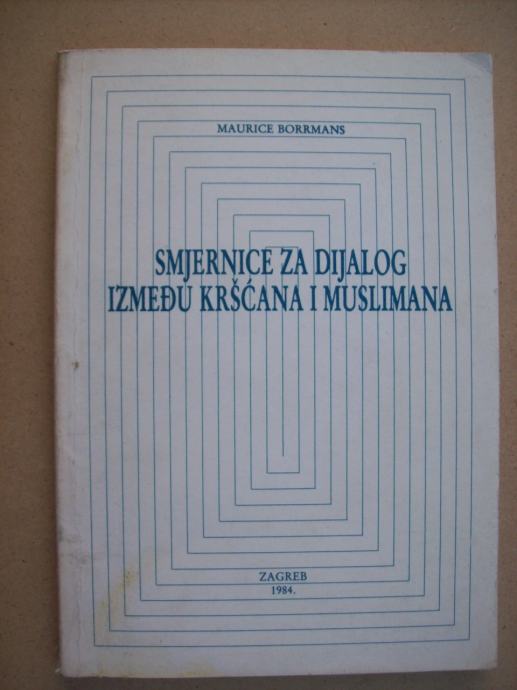 MAURICE BORRMANS
SMJERNICE ZA DIJALOG
IZMEĐU KRŠĆANA I MUSLIMANA
ZAGREB
1984.